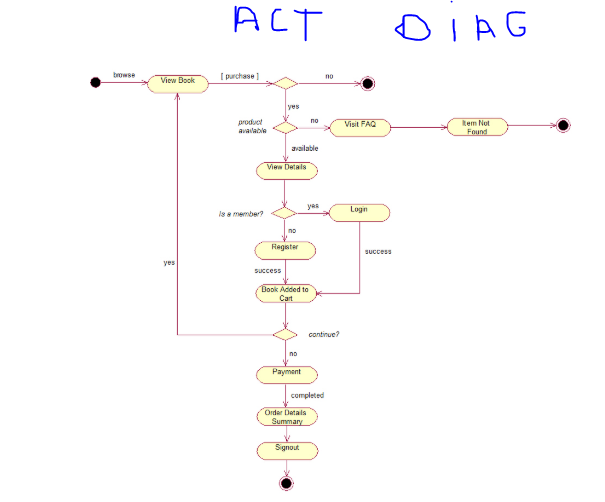 ACT DIAG
browse
View Book
[ purchase ]
no
yes
product
available
no
Visit FAQ
Item Not
Found
available
View Details
Is a member?
yes
Login
no
Register
success
success
yes
Book Added to
Cart
continue?
no
Payment
completed
Order Details
Summary
Signout